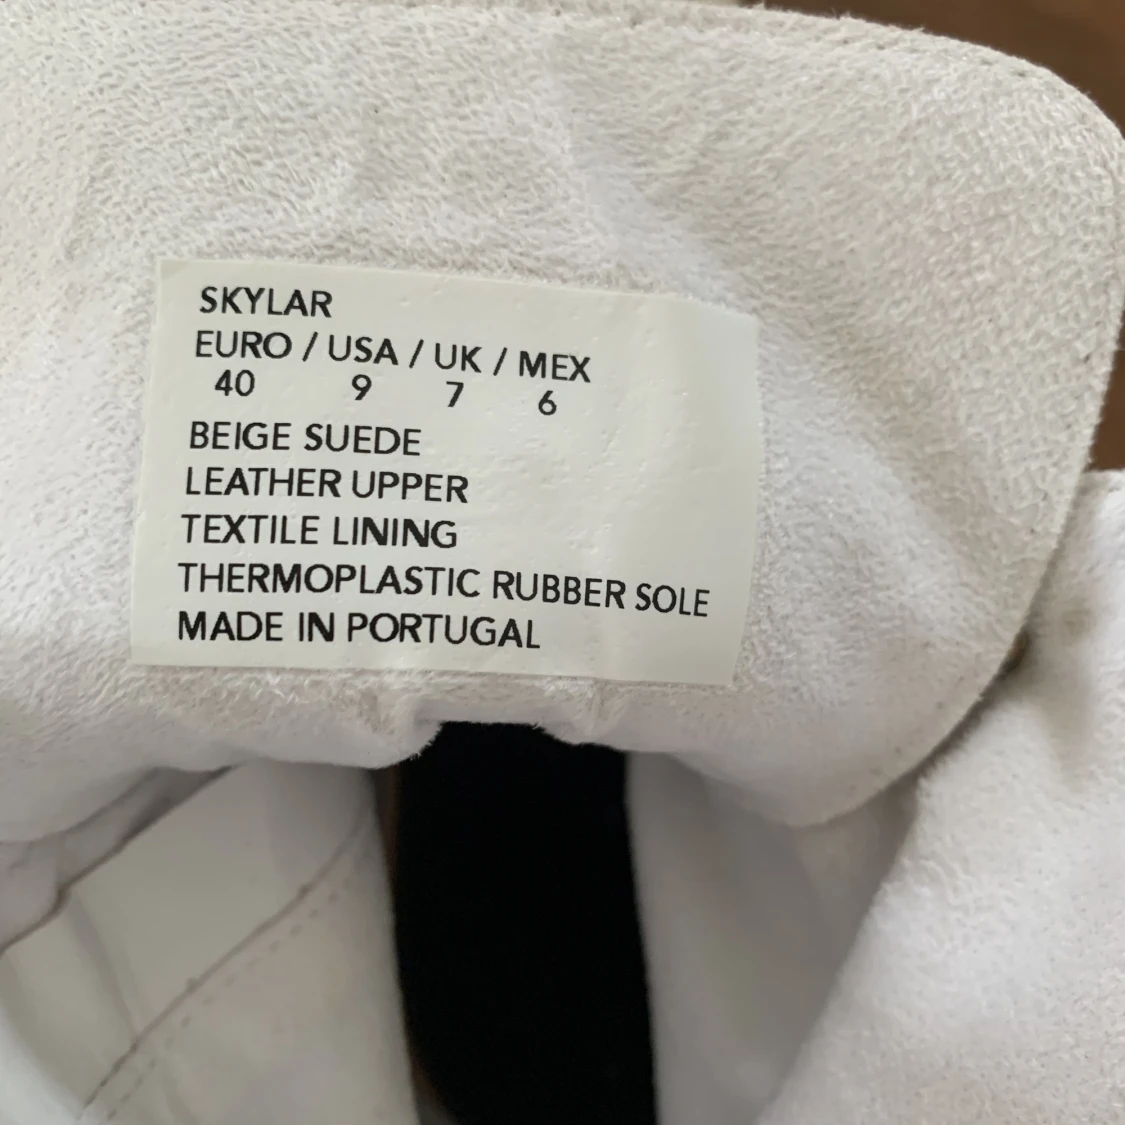 SKYLAR
EURO / USA / UK / MEX
40 9 7 6
BEIGE SUEDE
LEATHER UPPER
TEXTILE LINING
THERMOPLASTIC RUBBER SOLE
MADE IN PORTUGAL